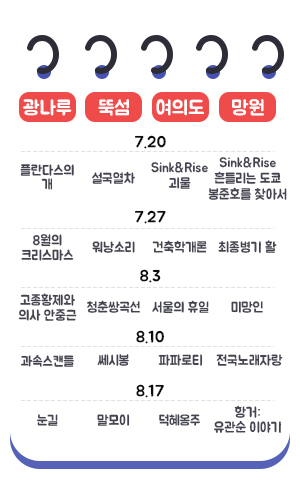 광나루 뚝섬 여의도 망원
7.20
플란다스의 개 설국열차 Sink&Rise 괴물 Sink&Rise 흔들리는 도쿄 봉준호를 찾아서
7.27
8월의 크리스마스 워낭소리 건축학개론 최종병기 활
8.3
고종황제와 의사 안중근 청춘쌍곡선 서울의 휴일 미망인
8.10
과속스캔들 쎄시봉 파파로티 전국노래자랑
8.17
눈길 말모이 덕혜옹주 항거: 유관순 이야기